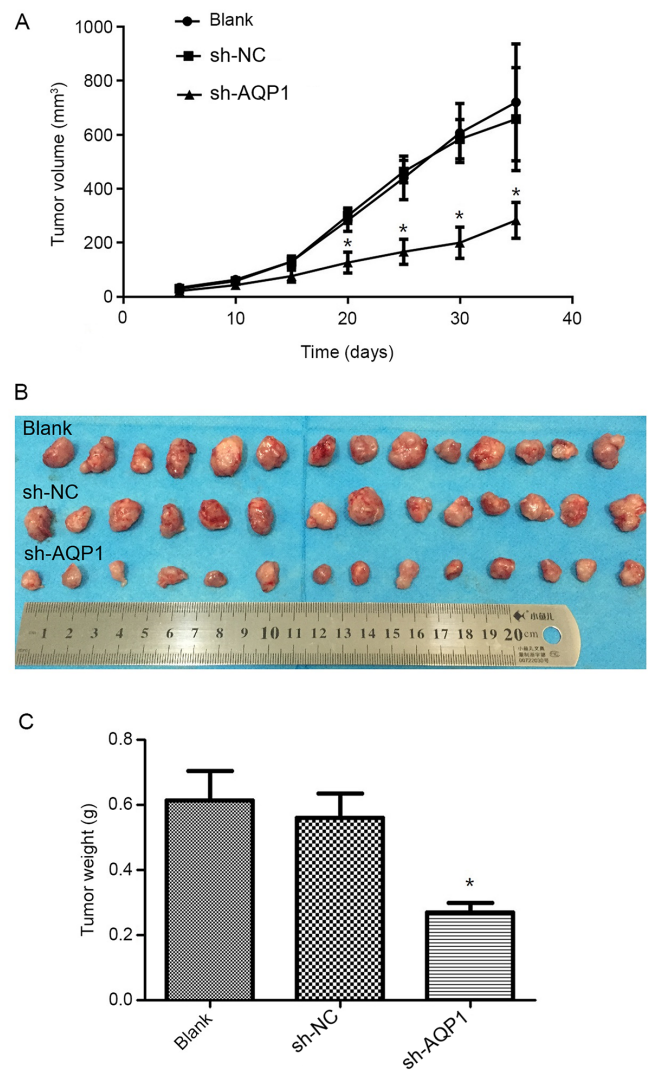 A
Blank
sh-NC
sh-AQP1
Tumor volume (mm³)
1000
800
600
400
200
0
*
*
*
*
0
10
20
30
40
Time (days)
B
Blank
sh-NC
sh-AQP1
1 2 3 4 5 6 7 8 9 10 11 12 13 14 15 16 17 18 19 20 cm
C
Tumor weight (g)
0.8
0.6
0.4
0.2
0.0
*
Blank
sh-NC
sh-AQP1